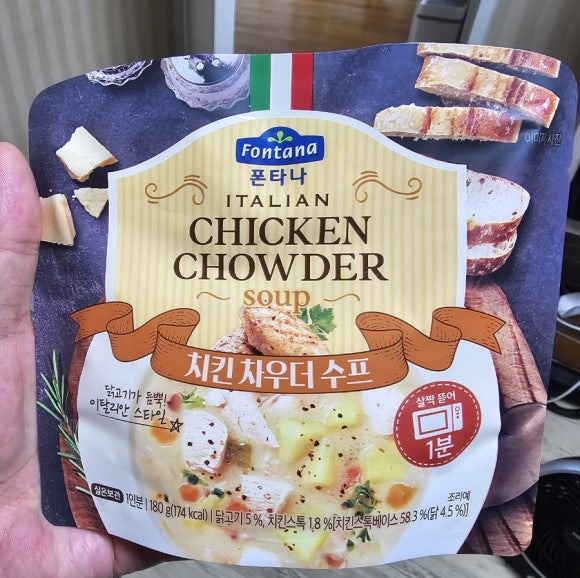 이미지 사진
Fontana
폰타나
ITALIAN
CHICKEN
CHOWDER
soup
치킨 차우더 수프
닭고기가 듬뿍!
이탈리안 스타일
살짝 뜯어
1분
조리예
실온보관 1인분 | 180 g(174 kcal) | 닭고기 5 %, 치킨스톡 1.8 %[치킨스톡베이스 58.3 %(닭 4.5 %)]